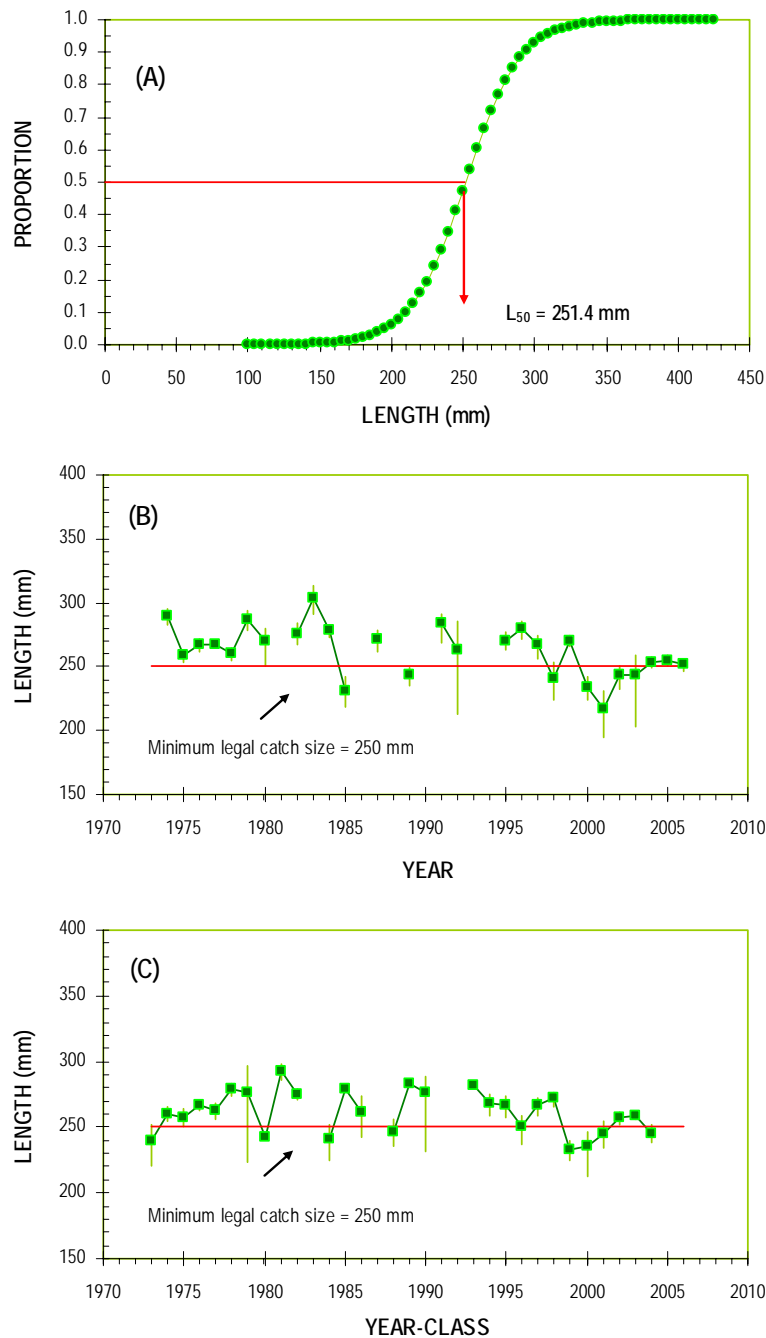 1.0
0.9
0.8
0.7
0.6
0.5
0.4
0.3
0.2
0.1
0.0
PROPORTION
(A)
L50 = 251.4 mm
0 50 100 150 200 250 300 350 400 450
LENGTH (mm)
400
350
300
250
200
150
LENGTH (mm)
(B)
Minimum legal catch size = 250 mm
1970 1975 1980 1985 1990 1995 2000 2005 2010
YEAR
400
350
300
250
200
150
LENGTH (mm)
(C)
Minimum legal catch size = 250 mm
1970 1975 1980 1985 1990 1995 2000 2005 2010
YEAR-CLASS